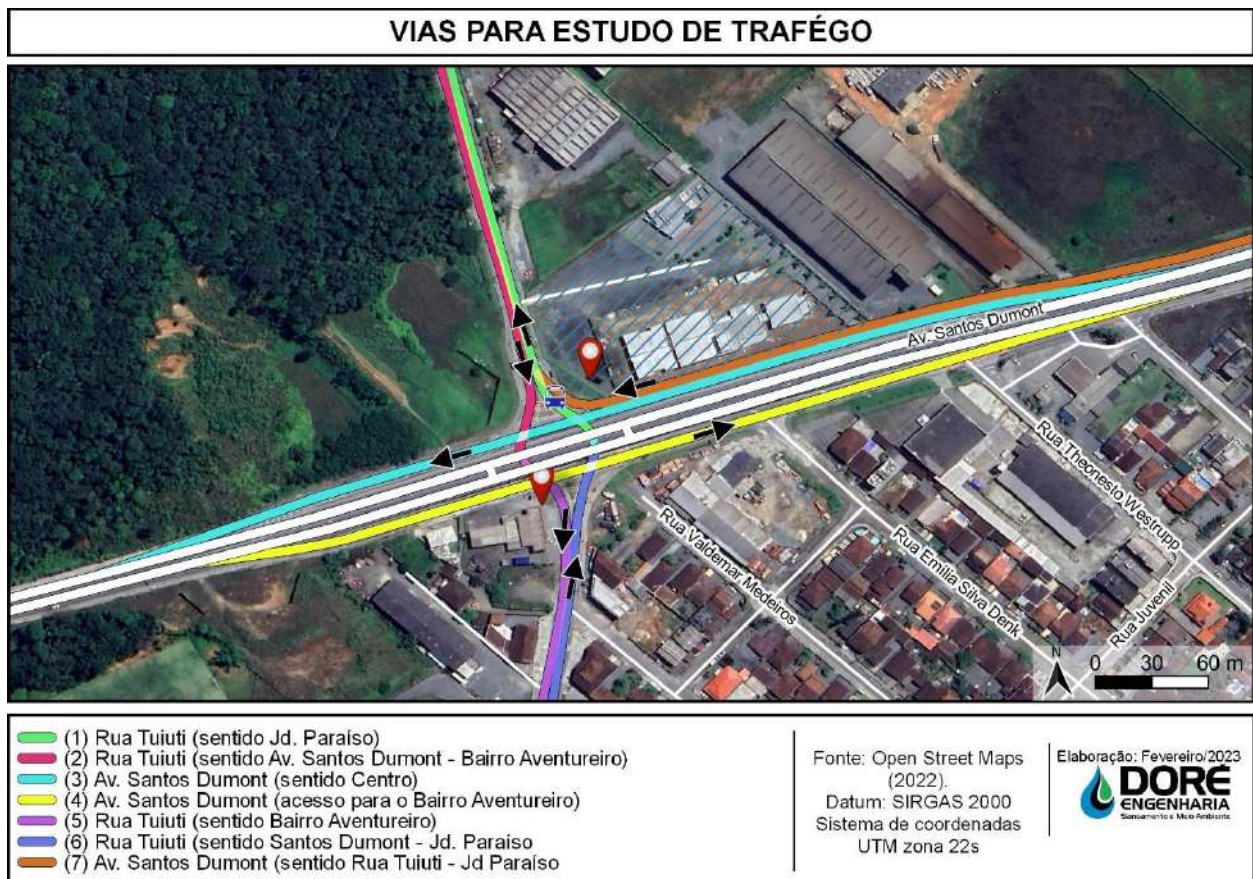 VIAS PARA ESTUDO DE TRAFÉGO
Av. Santos Dumont
Rua Theonesto Westrupp
Rua Valdemar Medeiros
Rua Emília Silva Denk
Rua Juvenil
N
0 30 60 m
(1) Rua Tuiuti (sentido Jd. Paraíso)
(2) Rua Tuiuti (sentido Av. Santos Dumont - Bairro Aventureiro)
(3) Av. Santos Dumont (sentido Centro)
(4) Av. Santos Dumont (acesso para o Bairro Aventureiro)
(5) Rua Tuiuti (sentido Bairro Aventureiro)
(6) Rua Tuiuti (sentido Santos Dumont - Jd. Paraíso
(7) Av. Santos Dumont (sentido Rua Tuiuti - Jd Paraíso
Fonte: Open Street Maps
(2022).
Datum: SIRGAS 2000
Sistema de coordenadas
UTM zona 22s
Elaboração: Fevereiro/2023
DORÉ
ENGENHARIA
Saneamento e Meio Ambiente